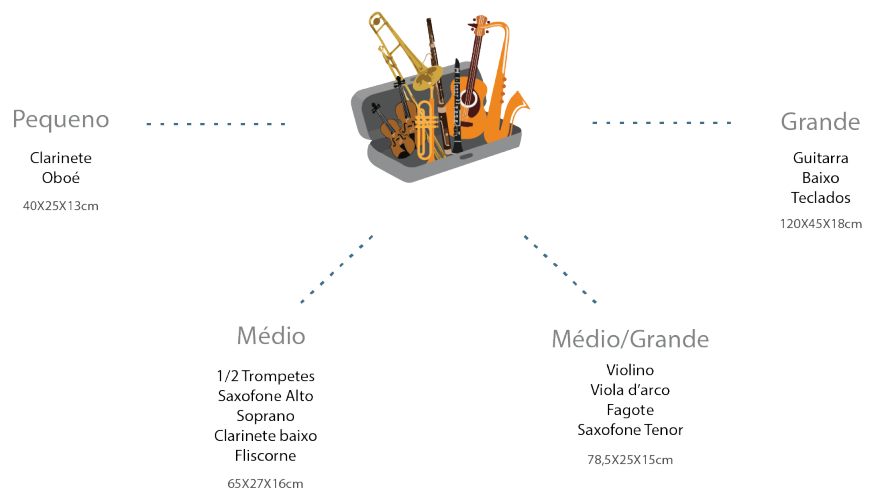 Pequeno
Clarinete
Oboé
40X25X13cm
Grande
Guitarra
Baixo
Teclados
120X45X18cm
Médio
1/2 Trompetes
Saxofone Alto
Soprano
Clarinete baixo
Fliscorne
65X27X16cm
Médio/Grande
Violino
Viola d’arco
Fagote
Saxofone Tenor
78,5X25X15cm